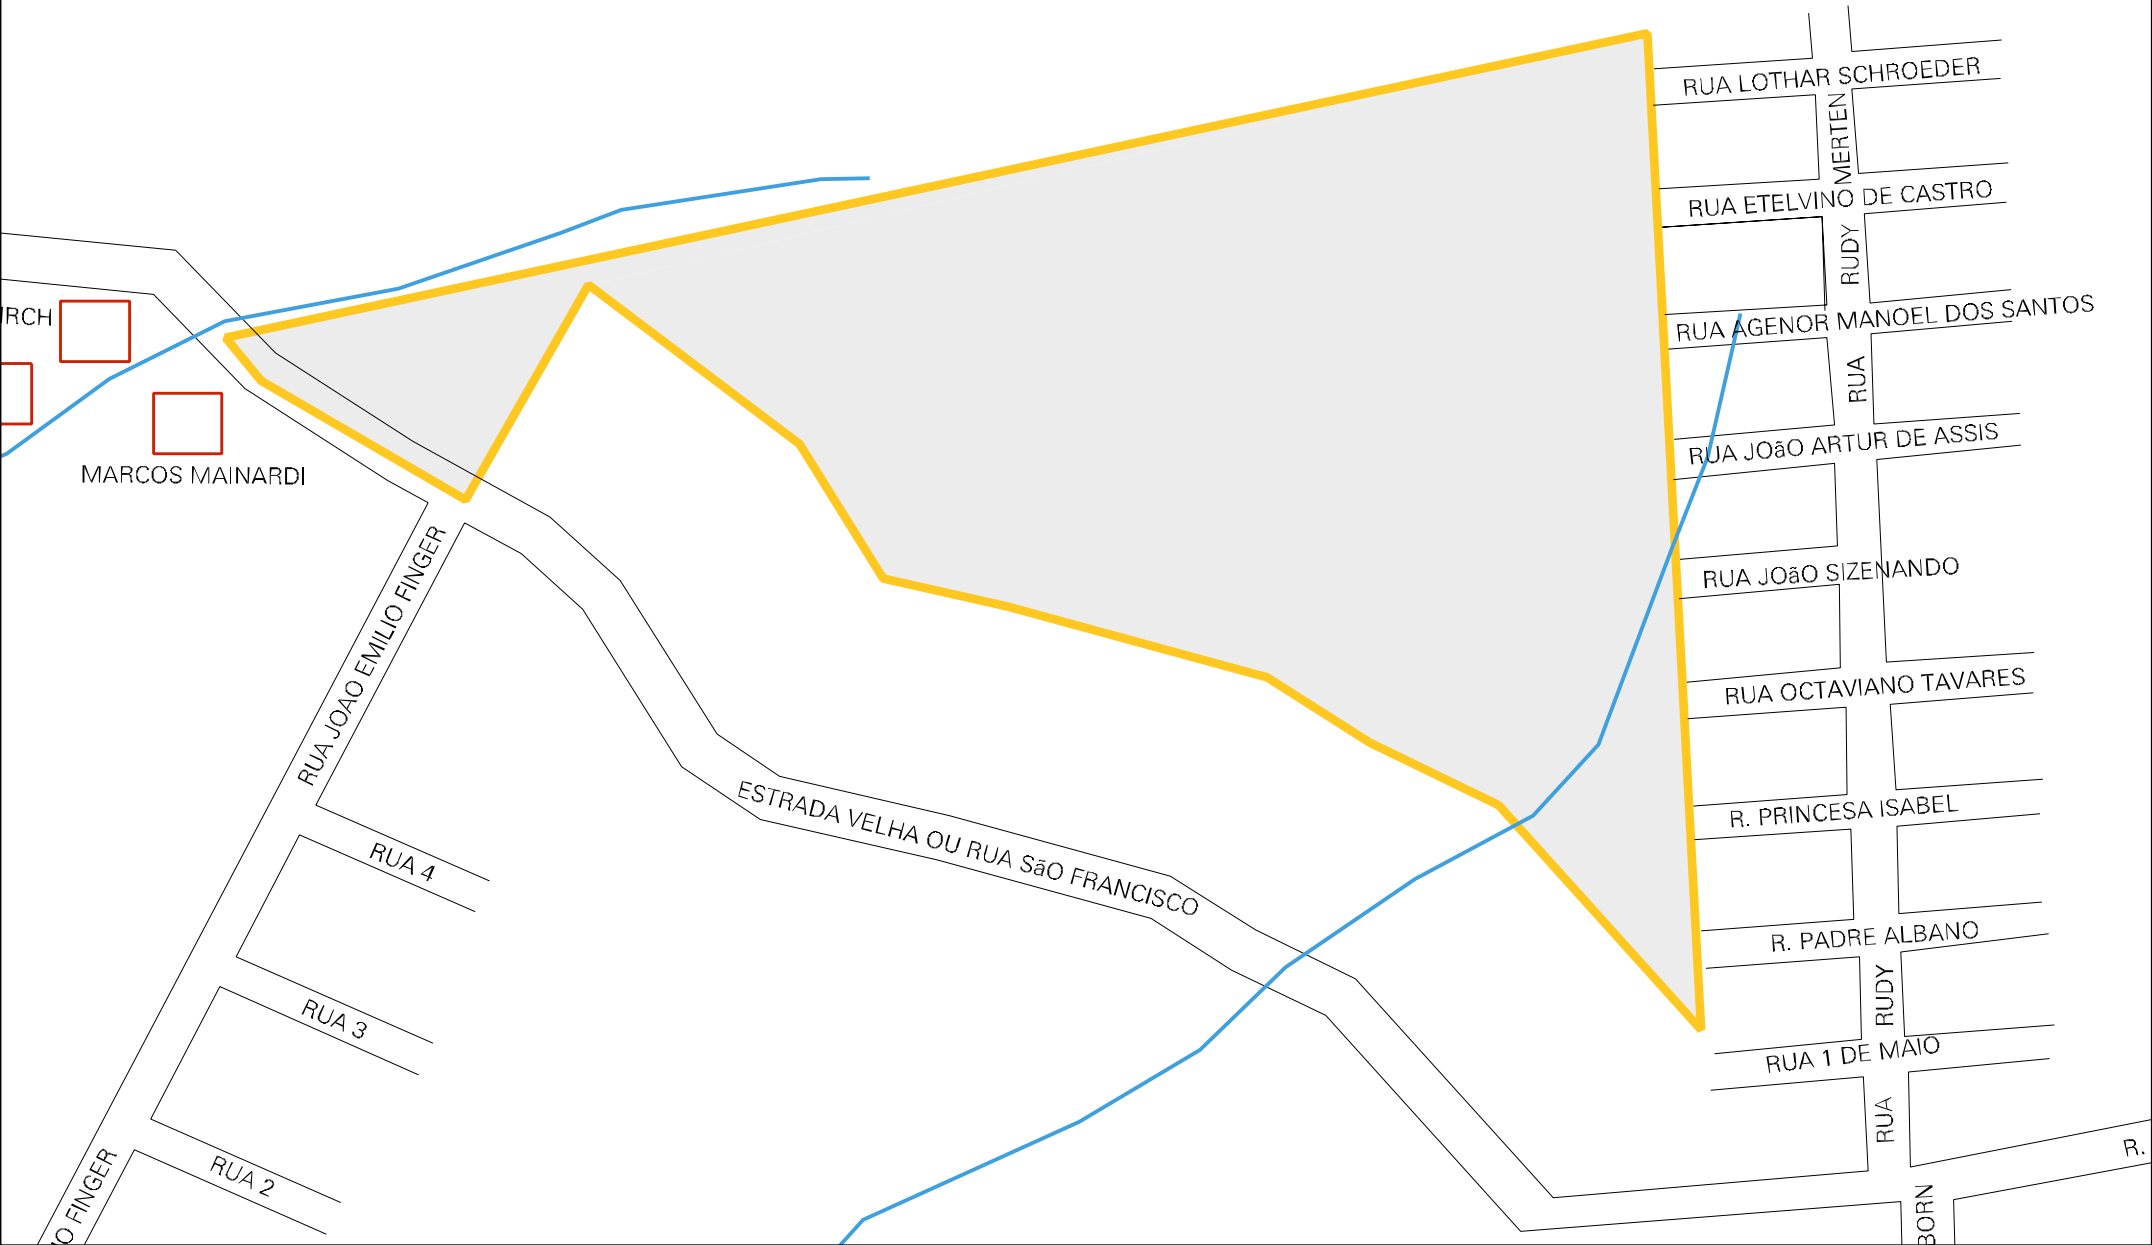 RUA LOTHAR SCHROEDER
MERTEN
RUA ETELVINO DE CASTRO
RUDY
RUA AGENOR MANOEL DOS SANTOS
IRCH
RUA
RUA JOãO ARTUR DE ASSIS
MARCOS MAINARDI
RUA JOãO SIZENANDO
RUA JOAO EMILIO FINGER
RUA OCTAVIANO TAVARES
R. PRINCESA ISABEL
ESTRADA VELHA OU RUA SãO FRANCISCO
RUA 4
R. PADRE ALBANO
RUDY
RUA 3
RUA 1 DE MAIO
RUA
R.
RUA 2
IO FINGER
BORN